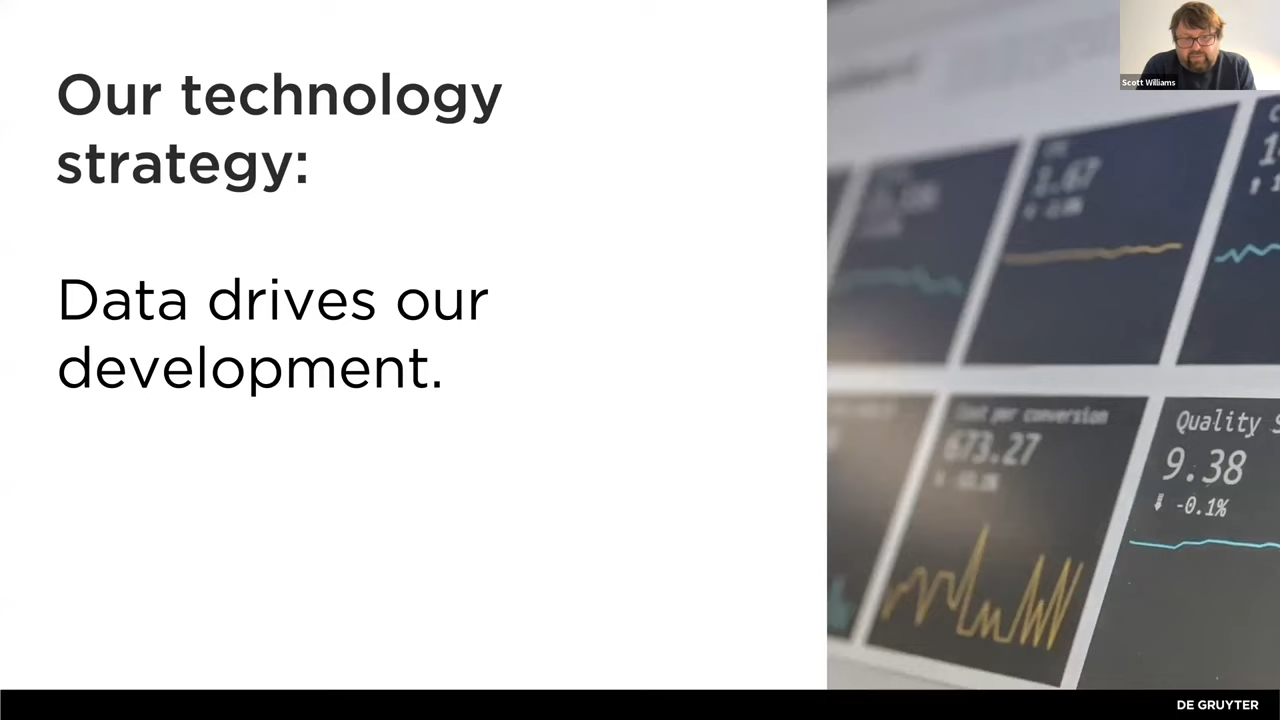 Our technology
strategy:
Data drives our
development.
Scott Williams
1.67
Cost per conversion
673.27
Quality S
9.38
-0.1%
DE GRUYTER